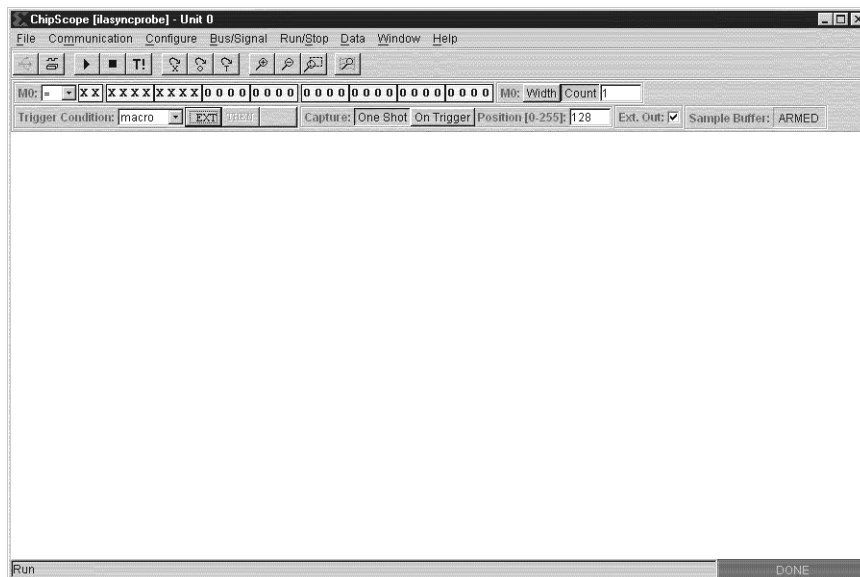 ChipScope [ilasyncprobe] - Unit 0
File Communication Configure Bus/Signal Run/Stop Data Window Help
T! X T
M0: = X X X X X X X X X X 0 0 0 0 0 0 0 0 0 0 0 0 0 0 0 0 0 0 0 0 0 0 0 0 M0: Width Count 1
Trigger Condition: macro EXT THEN Capture: One Shot On Trigger Position [0-255]: 128 Ext. Out: Sample Buffer: ARMED
Run DONE